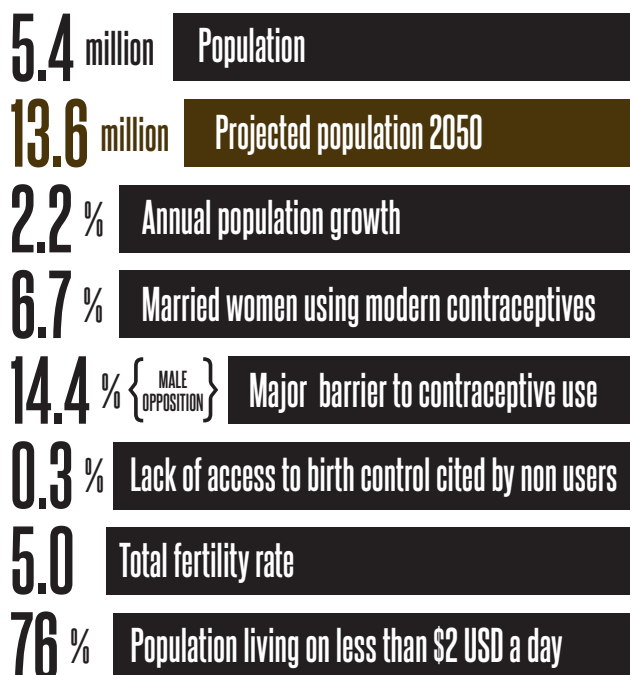 5.4 million Population
13.6 million Projected population 2050
2.2 % Annual population growth
6.7 % Married women using modern contraceptives
14.4 % { MALE OPPOSITION } Major barrier to contraceptive use
0.3 % Lack of access to birth control cited by non users
5.0 Total fertility rate
76 % Population living on less than $2 USD a day